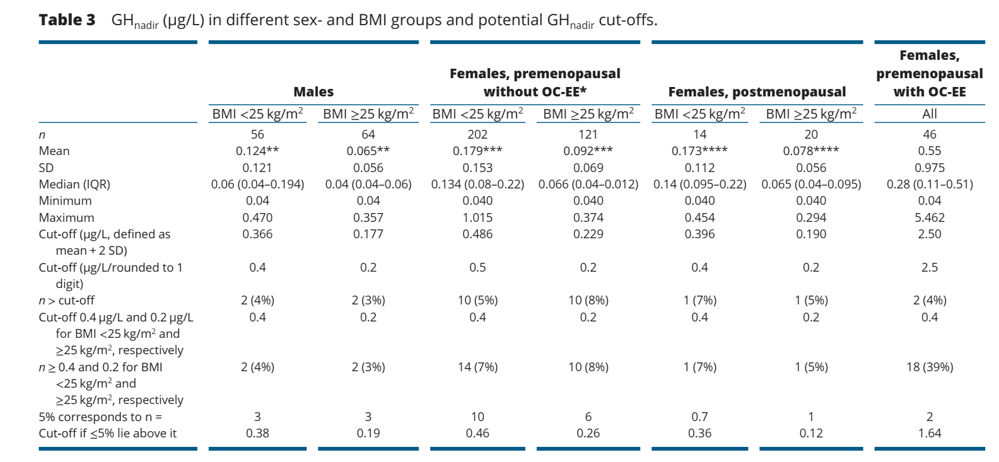 Table 3 GHnadir (µg/L) in different sex- and BMI groups and potential GHnadir cut-offs.
Males
Females, premenopausal
without OC-EE*
Females, postmenopausal
Females,
premenopausal
with OC-EE
BMI <25 kg/m² BMI ≥25 kg/m² BMI <25 kg/m² BMI ≥25 kg/m² BMI <25 kg/m² BMI ≥25 kg/m² All
n 56 64 202 121 14 20 46
Mean 0.124** 0.065** 0.179*** 0.092*** 0.173**** 0.078**** 0.55
SD 0.121 0.056 0.153 0.069 0.112 0.056 0.975
Median (IQR) 0.06 (0.04–0.194) 0.04 (0.04–0.06) 0.134 (0.08–0.22) 0.066 (0.04–0.012) 0.14 (0.095–0.22) 0.065 (0.04–0.095) 0.28 (0.11–0.51)
Minimum 0.04 0.04 0.040 0.040 0.040 0.040 0.04
Maximum 0.470 0.357 1.015 0.374 0.454 0.294 5.462
Cut-off (µg/L, defined as 0.366 0.177 0.486 0.229 0.396 0.190 2.50
mean + 2 SD)
Cut-off (µg/L/rounded to 1 0.4 0.2 0.5 0.2 0.4 0.2 2.5
digit)
n > cut-off 2 (4%) 2 (3%) 10 (5%) 10 (8%) 1 (7%) 1 (5%) 2 (4%)
Cut-off 0.4 µg/L and 0.2 µg/L 0.4 0.2 0.4 0.2 0.4 0.2 0.4
for BMI <25 kg/m² and
≥25 kg/m², respectively
n ≥ 0.4 and 0.2 for BMI 2 (4%) 2 (3%) 14 (7%) 10 (8%) 1 (7%) 1 (5%) 18 (39%)
<25 kg/m² and
≥25 kg/m², respectively
5% corresponds to n = 3 3 10 6 0.7 1 2
Cut-off if ≤5% lie above it 0.38 0.19 0.46 0.26 0.36 0.12 1.64